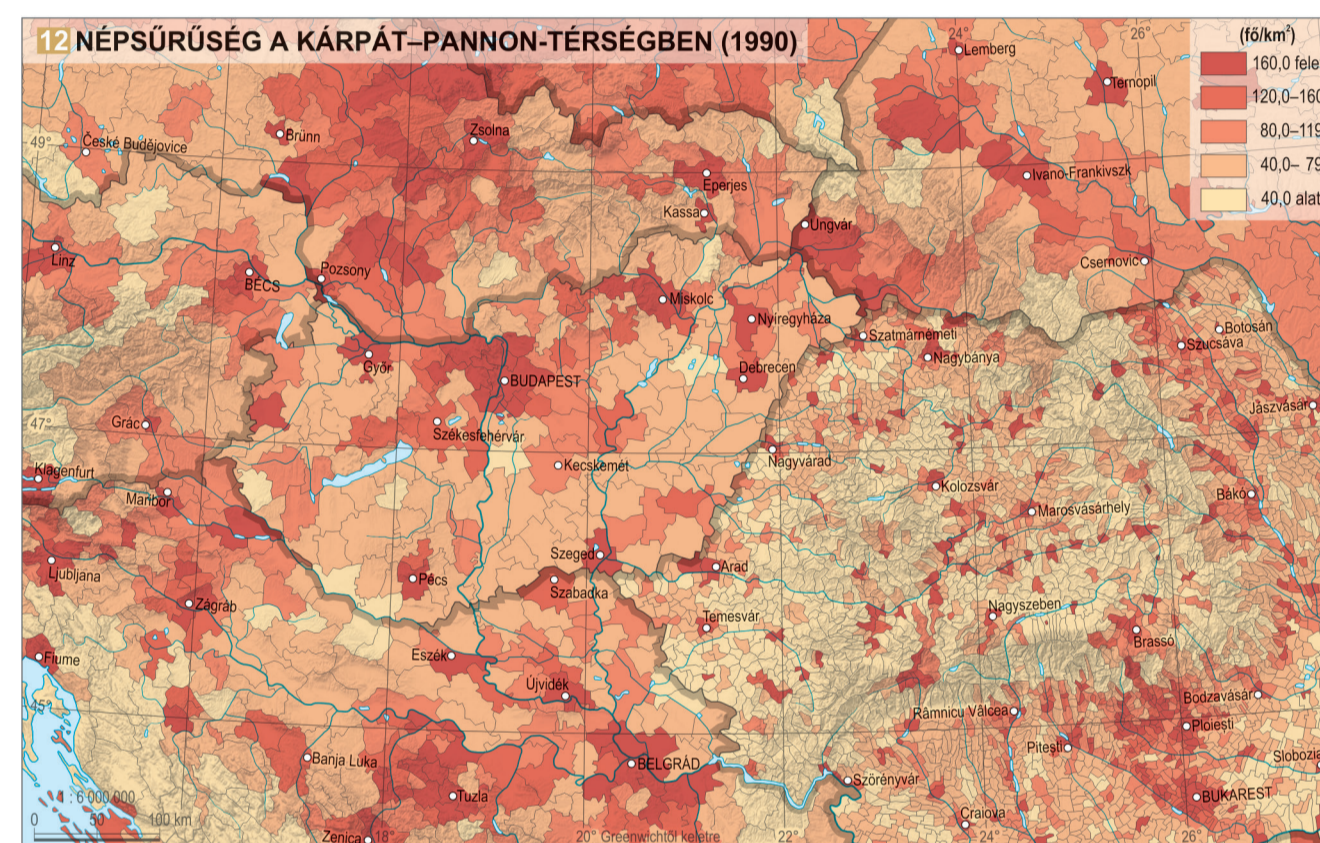 12 NÉPSŰRŰSÉG A KÁRPÁT–PANNON-TÉRSÉGBEN (1990)
(fő/km²)
160,0 fele
120,0–160
80,0–119
40,0– 79
40,0 alat
24°
26°
Lemberg
Ternopil
Brünn
Zsolna
49°
České Budějovice
Eperjes
Ivano-Frankivszk
Kassa
Ungvár
Linz
BÉCS
Pozsony
Csernovic
Miskolc
Nyíregyháza
Szatmárnémeti
Botosán
Szucsáva
Győr
Nagybánya
Debrecen
BUDAPEST
Jászvásár
47°
Grác
Székesfehérvár
Kecskemét
Nagyvárad
Klagenfurt
Maribor
Kolozsvár
Bákó
Marosvásárhely
Szeged
Arad
Ljubljana
Pécs
Szabadka
Zágráb
Temesvár
Nagyszeben
Brassó
Fiume
Eszék
Újvidék
45°
Râmnicu Vâlcea
Bodzavásár
Ploiești
Pitești
Banja Luka
BELGRÁD
Slobozia
Szörényvár
Tuzla
BUKAREST
1 : 6 000 000
0 50 100 km
Craiova
Zenica
18°
20° Greenwichtől keletre
22°
24°
26°